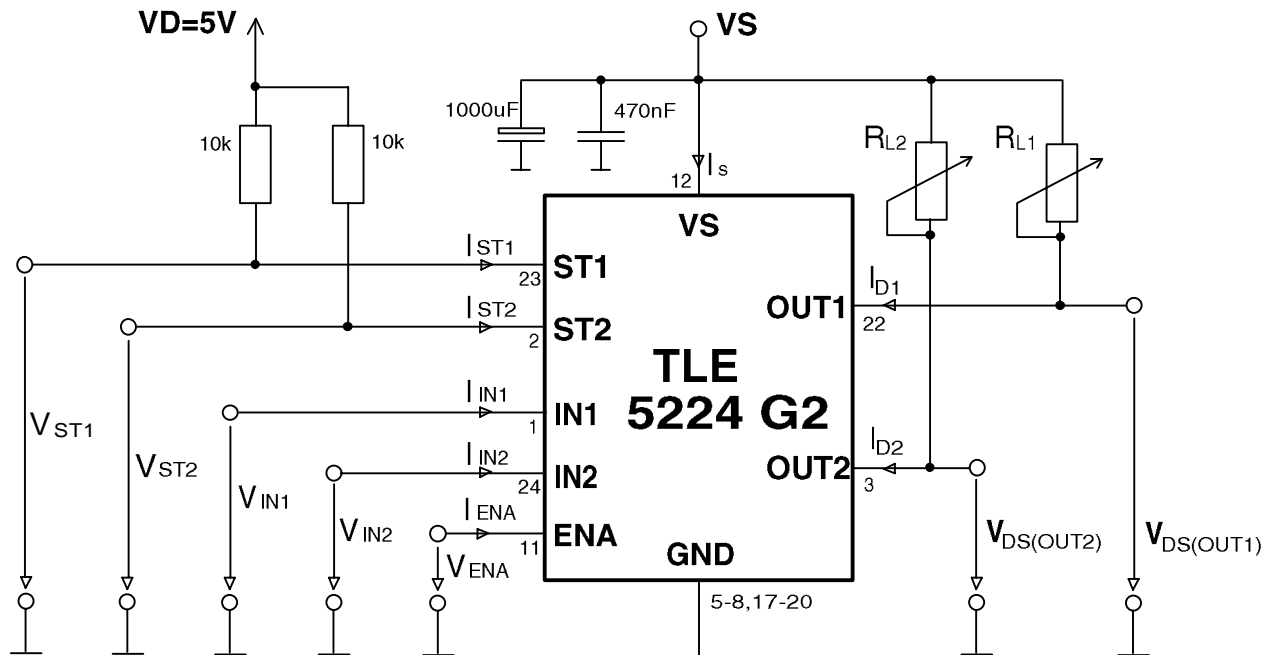 VD=5V
VS
1000uF
470nF
10k
10k
RL2
RL1
Is
12
VS
IST1
ST1
23
ID1
OUT1
22
IST2
ST2
2
TLE
5224 G2
IIN1
IN1
1
VST1
ID2
VST2
IIN2
IN2
24
OUT2
3
VIN1
IENA
ENA
11
VIN2
VDS(OUT2)
VDS(OUT1)
GND
VENA
5-8,17-20